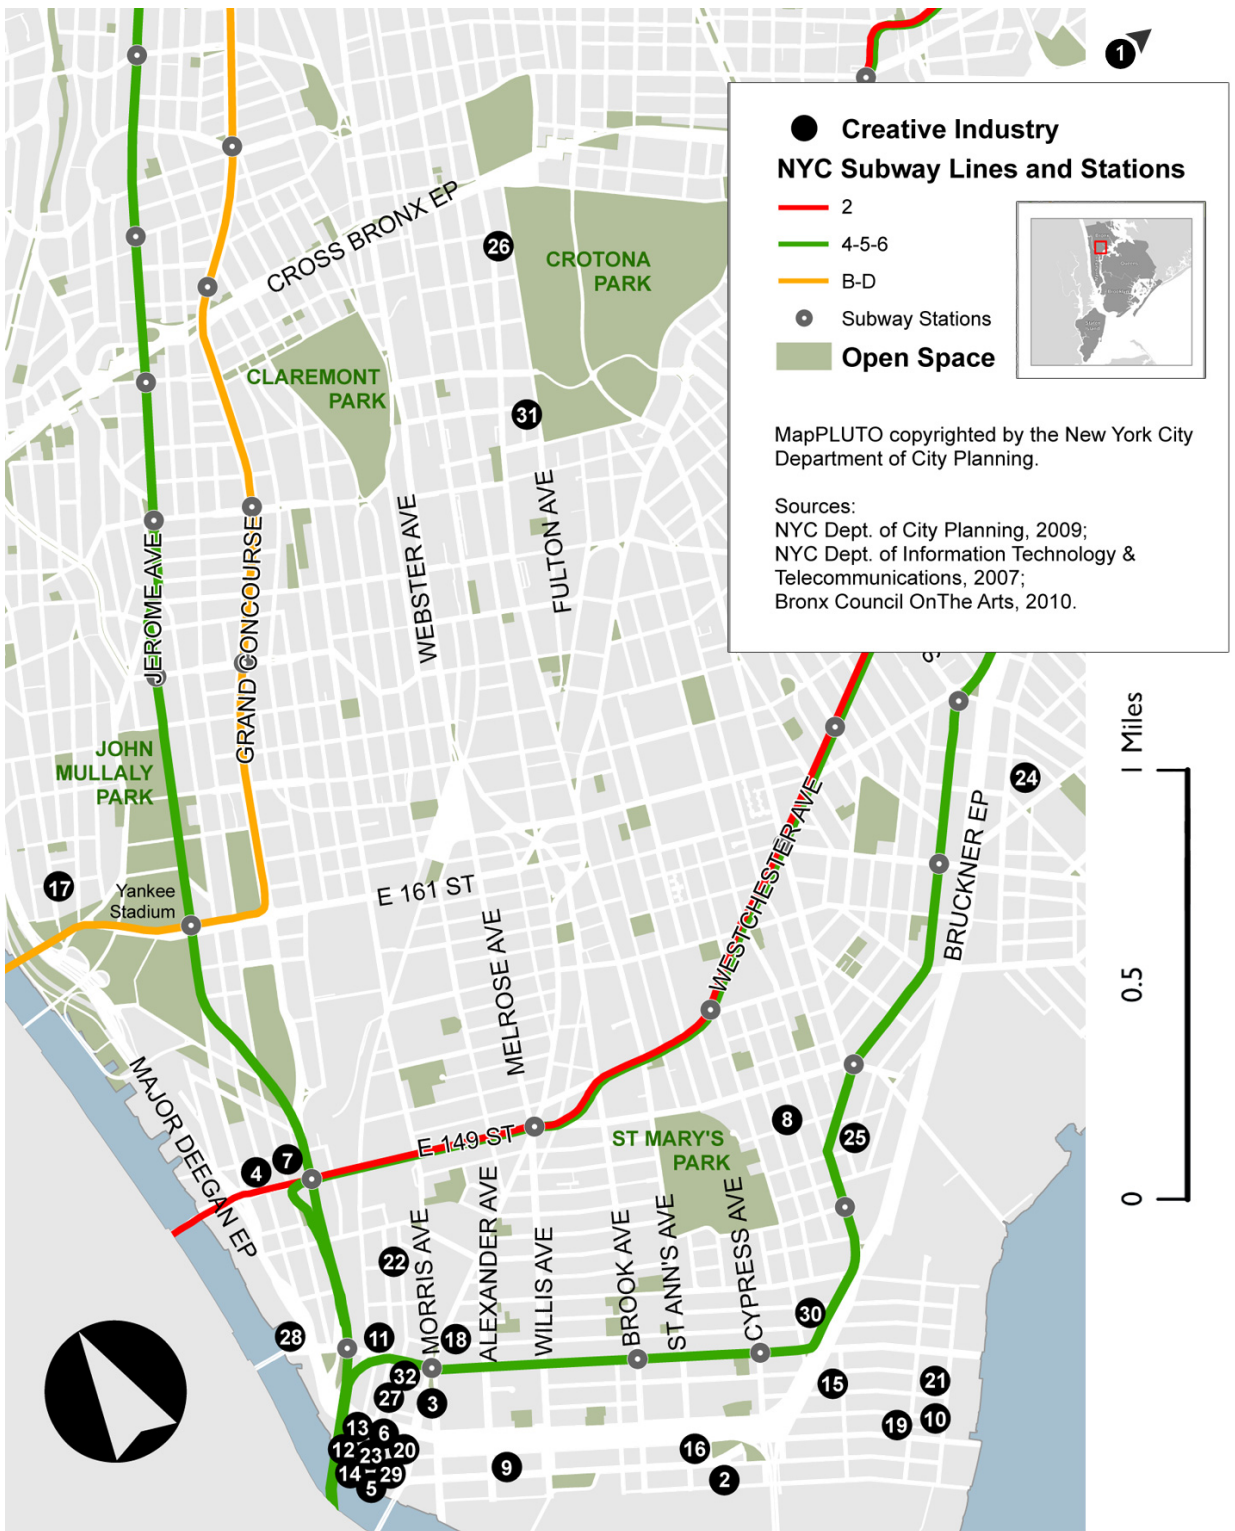 1
Creative Industry
NYC Subway Lines and Stations
2
4-5-6
B-D
Subway Stations
Open Space
MapPLUTO copyrighted by the New York City
Department of City Planning.
Sources:
NYC Dept. of City Planning, 2009;
NYC Dept. of Information Technology &
Telecommunications, 2007;
Bronx Council OnThe Arts, 2010.
CROSS BRONX EP
26
CROTONA
PARK
CLAREMONT
PARK
31
JEROME AVE
GRAND CONCOURSE
WEBSTER AVE
FULTON AVE
JOHN
MULLALY
PARK
1 Miles
0.5
0
24
BRUCKNER EP
WESTCHESTER AVE
17
Yankee
Stadium
E 161 ST
MELROSE AVE
MAJOR DEEGAN EP
8
25
ST MARY'S
PARK
E 149 ST
4
7
22
MORRIS AVE
ALEXANDER AVE
WILLIS AVE
BROOK AVE
ST ANN'S AVE
CYPRESS AVE
30
28
11
18
32
27
3
15
21
19
10
13
6
12
23
20
14
29
5
9
16
2